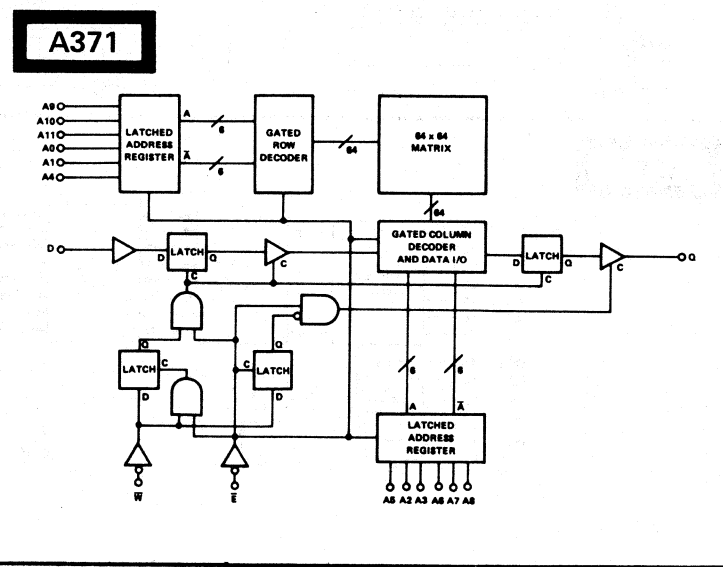 A371
A9
A10
A11
A0
A1
A4
LATCHED
ADDRESS
REGISTER
A
6
A̅
6
GATED
ROW
DECODER
64
64 x 64
MATRIX
64
D
D
LATCH
Q
C
C
GATED COLUMN
DECODER
AND DATA I/O
D
LATCH
Q
C
C
Q
Q
LATCH
C
D
Q
C
LATCH
D
6
6
A
A̅
LATCHED
ADDRESS
REGISTER
W̅
E̅
A5 A2 A3 A6 A7 A8